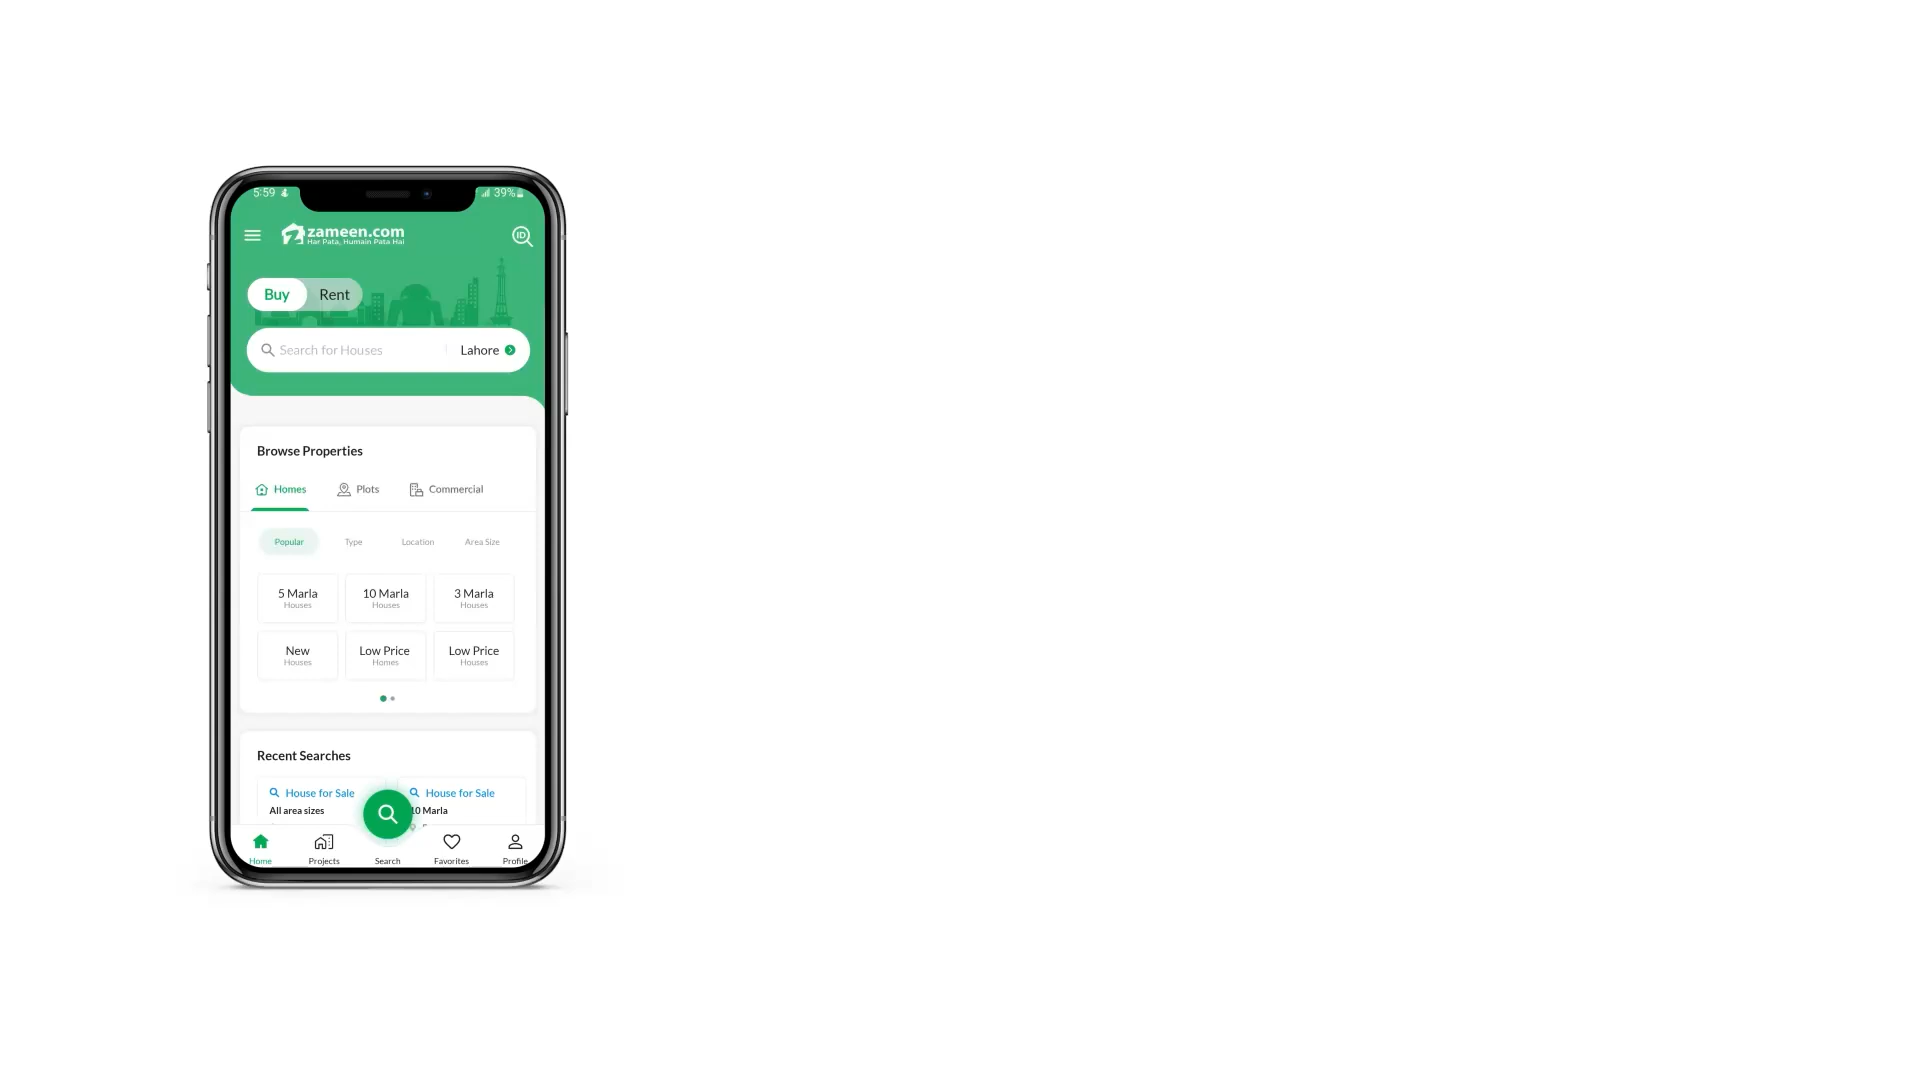 5:59
39%
zameen.com
Har Pata, Humain Pata Hai
ID
Buy Rent
Search for Houses Lahore
Browse Properties
Homes Plots Commercial
Popular Type Location Area Size
5 Marla 10 Marla 3 Marla
Houses Houses Houses
New Low Price Low Price
Houses Homes Houses
Recent Searches
House for Sale House for Sale
All area sizes 10 Marla
Home Projects Search Favorites Profile